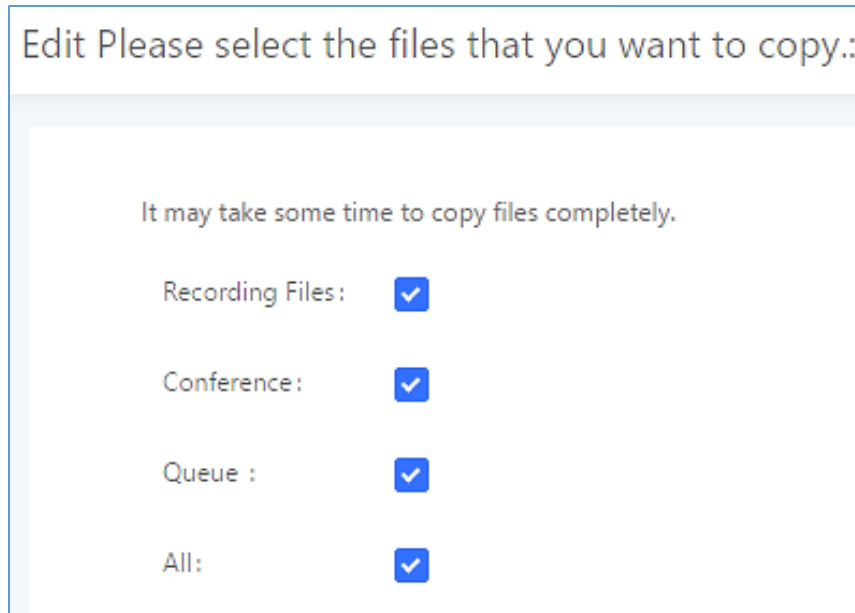 Edit Please select the files that you want to copy.:
It may take some time to copy files completely.
Recording Files:
Conference:
Queue :
All: